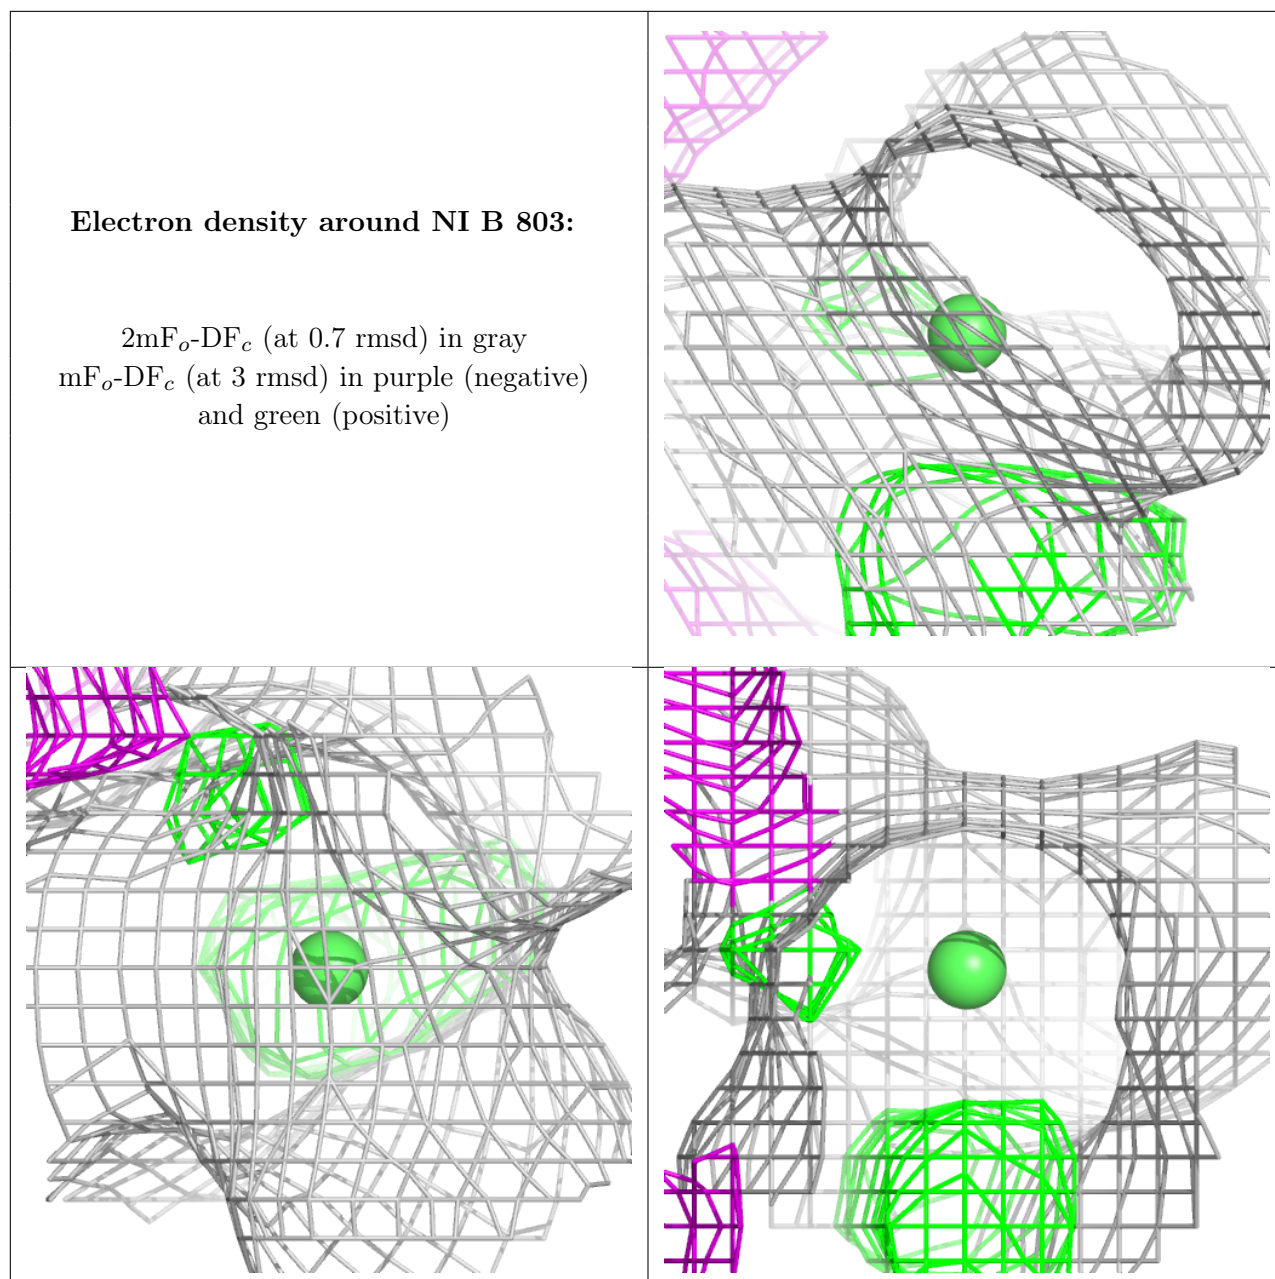 Electron density around NI B 803:
2mFo-DFc (at 0.7 rmsd) in gray
mFo-DFc (at 3 rmsd) in purple (negative)
and green (positive)